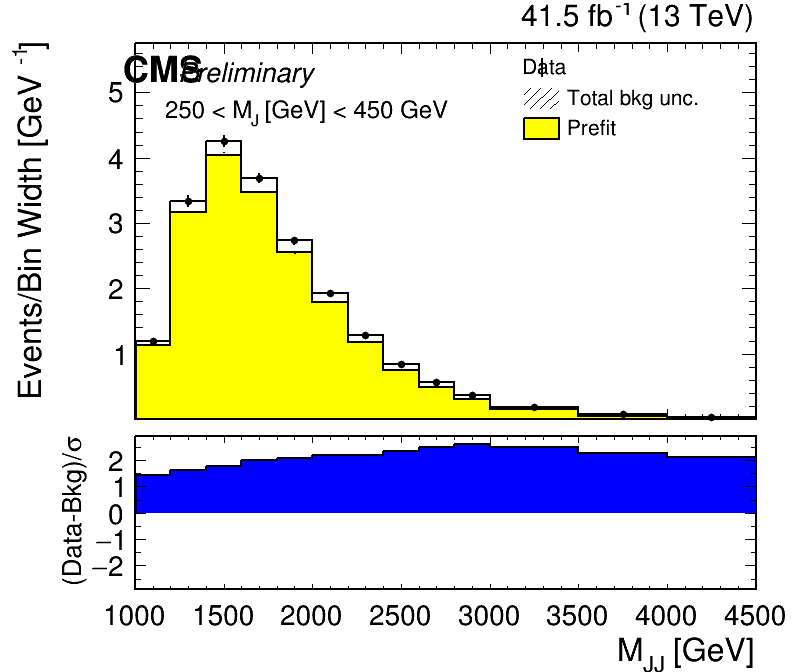 41.5 fb⁻¹ (13 TeV)
CMS Preliminary
250 < M_J [GeV] < 450 GeV
Data
Total bkg unc.
Prefit
Events/Bin Width [GeV⁻¹]
5
4
3
2
1
(Data-Bkg)/σ
2
1
0
−1
−2
1000 1500 2000 2500 3000 3500 4000 4500
M_JJ [GeV]